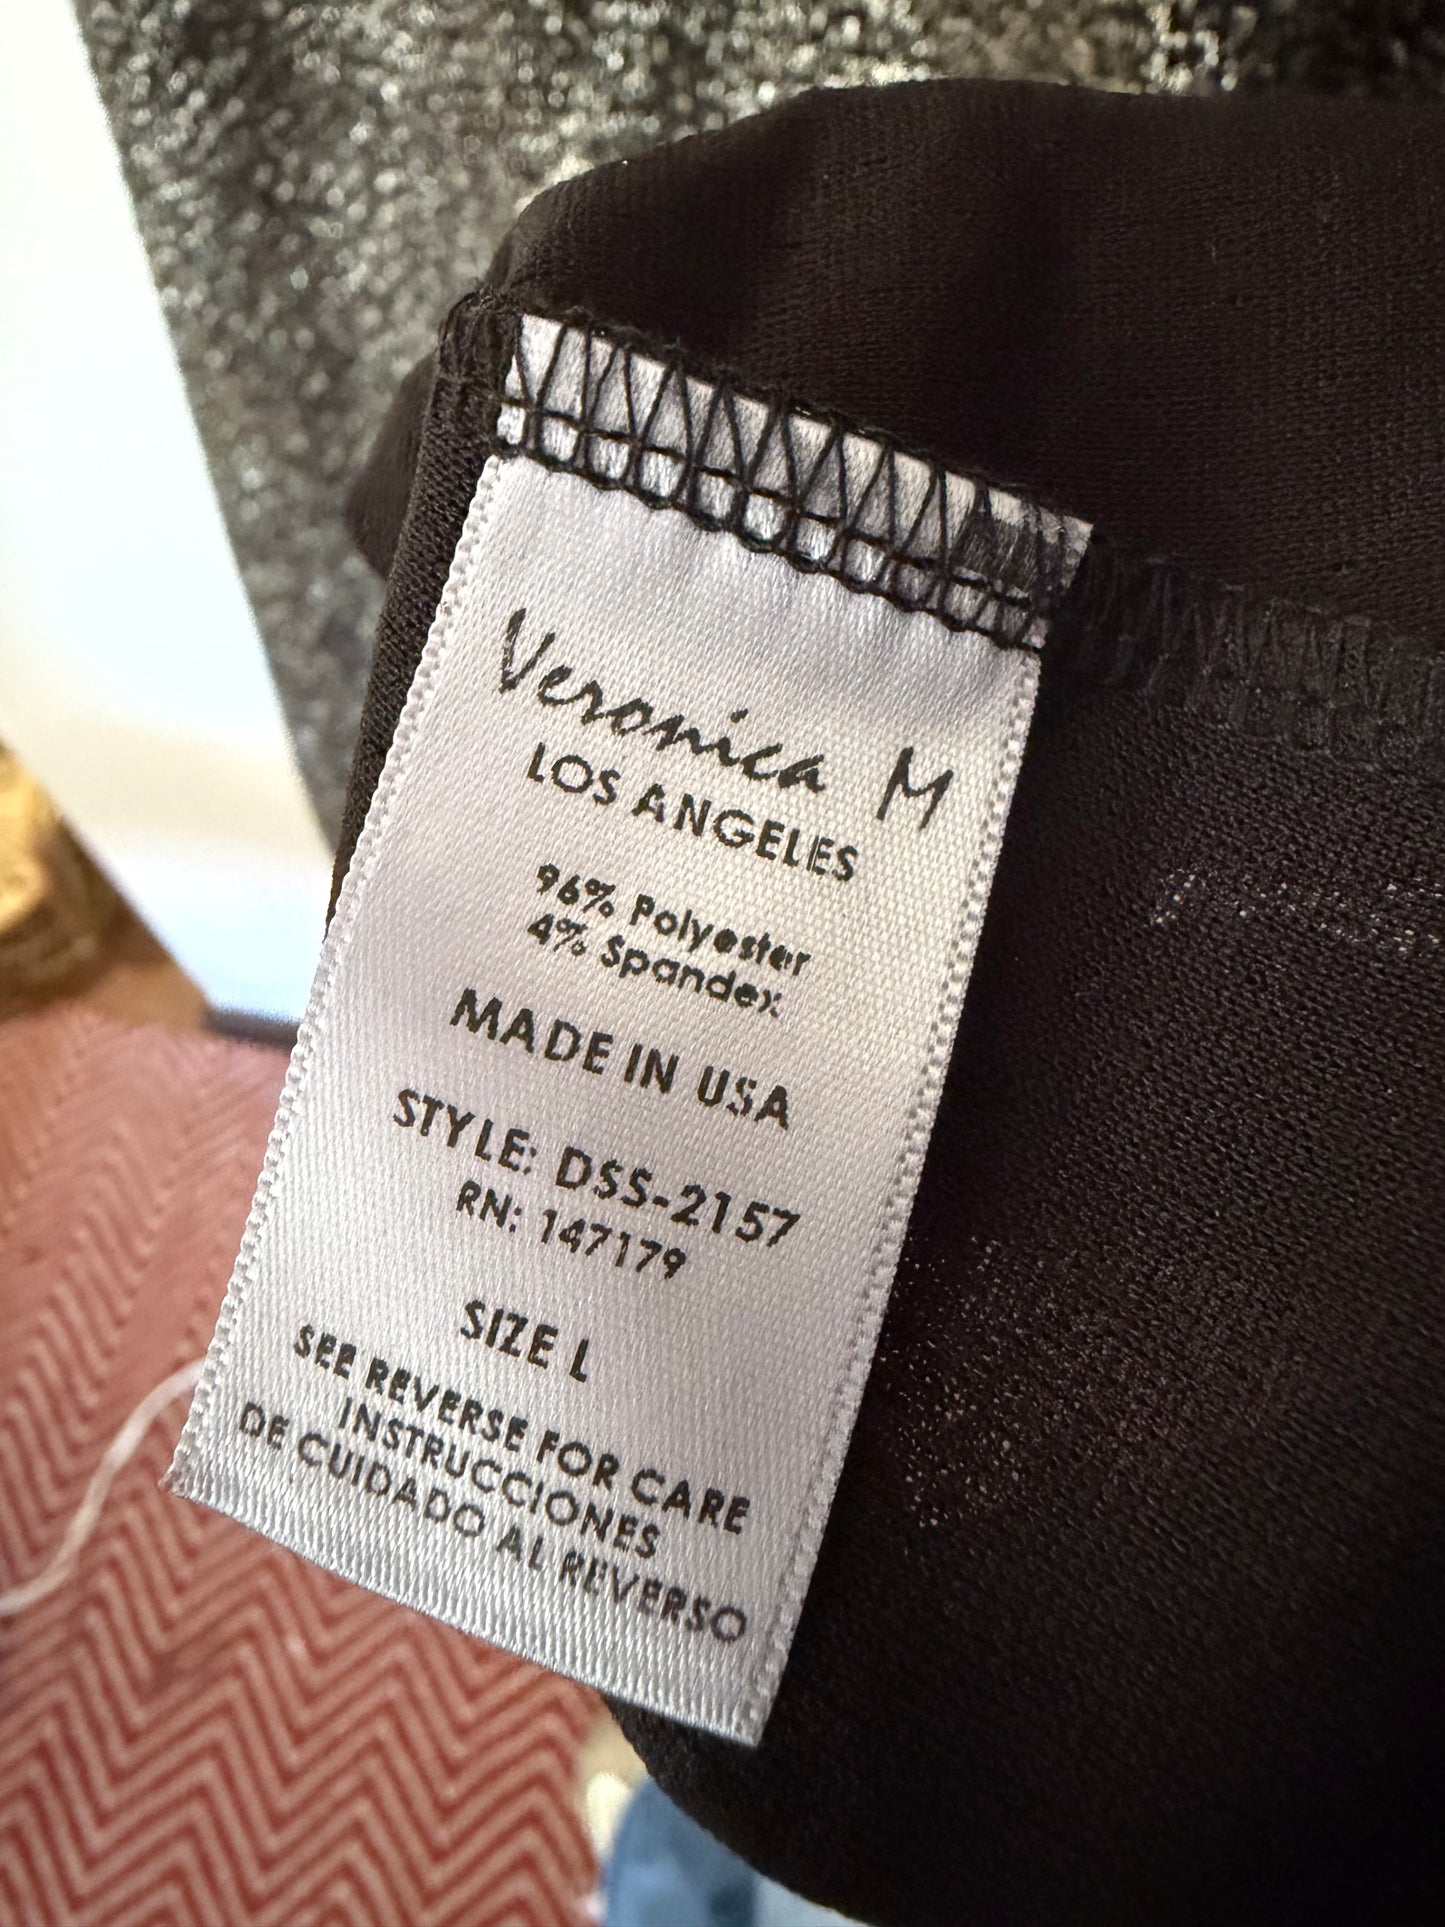 Veronica M
LOS ANGELES
96% Polyester
4% Spandex
MADE IN USA
STYLE: DSS-2157
RN: 147179
SIZE L
SEE REVERSE FOR CARE
INSTRUCCIONES
DE CUIDADO AL REVERSO